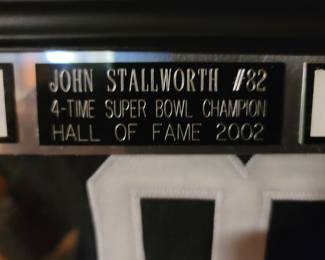 JOHN STALLWORTH #82
4-TIME SUPER BOWL CHAMPION
HALL OF FAME 2002